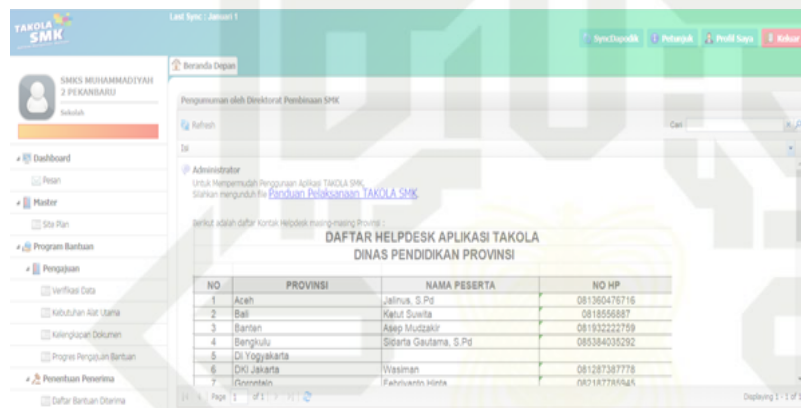 TAKOLA
SMK
Last Sync : Januari 1
SyncDapodik
Petunjuk
Profil Saya
Keluar
SMKS MUHAMMADIYAH
2 PEKANBARU
Sekolah
Beranda Depan
Pengumuman oleh Direktorat Pembinaan SMK
Refresh
Cari
Isi
Dashboard
Pesan
Master
Site Plan
Program Bantuan
Pengajuan
Verifikasi Data
Kebutuhan Alat Utama
Kelengkapan Dokumen
Progres Pengajuan Bantuan
Penentuan Penerima
Daftar Bantuan Diterima
Administrator
Untuk Mempermudah Penggunaan Aplikasi TAKOLA SMK,
Silahkan mengunduh file Panduan Pelaksanaan TAKOLA SMK
Berikut adalah daftar Kontak Helpdesk masing-masing Provinsi :
DAFTAR HELPDESK APLIKASI TAKOLA
DINAS PENDIDIKAN PROVINSI
NO PROVINSI NAMA PESERTA NO HP
1 Aceh Jalinus, S.Pd 081360476716
2 Bali Ketut Suwita 0818556887
3 Banten Asep Mudzakir 081932222759
4 Bengkulu Sidarta Gautama, S.Pd 085384035292
5 DI Yogyakarta
6 DKI Jakarta Wasiman 081287387778
7 Gorontalo Febriyanto Hinta 082187785945
Page 1 of 1
Displaying 1 - 1 of